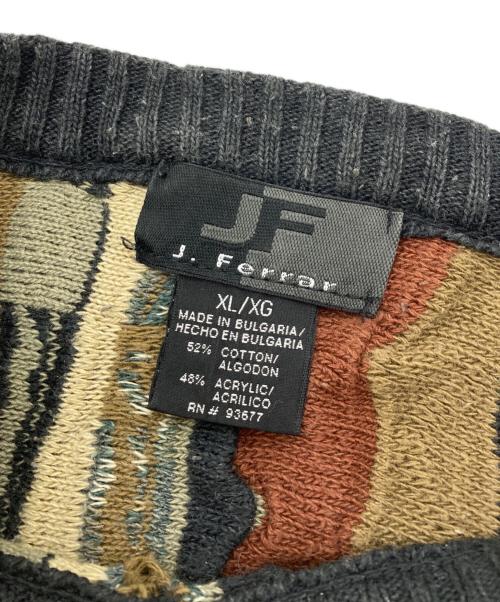 JF
J. Ferrar
XL/XG
MADE IN BULGARIA/
HECHO EN BULGARIA
52% COTTON/
ALGODON
48% ACRYLIC/
ACRILICO
RN # 93677